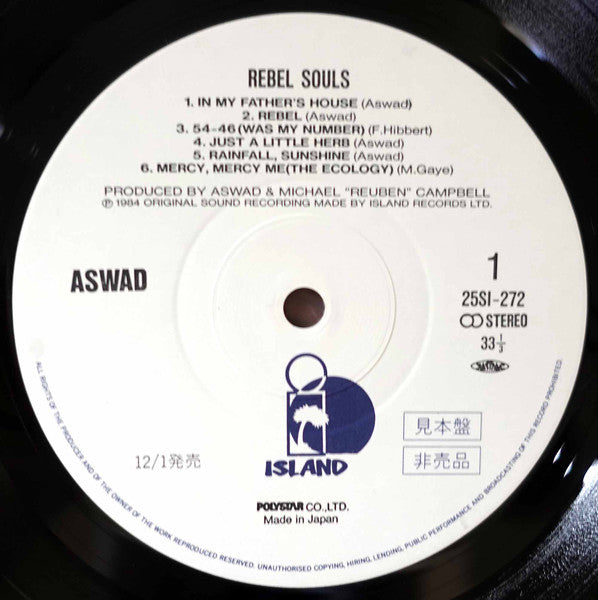 REBEL SOULS
1. IN MY FATHER'S HOUSE (Aswad)
2. REBEL (Aswad)
3. 54-46 (WAS MY NUMBER) (F.Hibbert)
4. JUST A LITTLE HERB (Aswad)
5. RAINFALL, SUNSHINE (Aswad)
6. MERCY, MERCY ME(THE ECOLOGY) (M.Gaye)
PRODUCED BY ASWAD & MICHAEL "REUBEN" CAMPBELL
℗ 1984 ORIGINAL SOUND RECORDING MADE BY ISLAND RECORDS LTD.
ASWAD
1
25SI-272
STEREO
33⅓
ISLAND
見本盤
非売品
12/1発売
POLYSTAR CO.,LTD.
Made in Japan
ALL RIGHTS OF THE PRODUCER AND OF THE OWNER OF THE WORK REPRODUCED RESERVED. UNAUTHORISED COPYING, HIRING, LENDING, PUBLIC PERFORMANCE AND BROADCASTING OF THIS RECORD PROHIBITED.